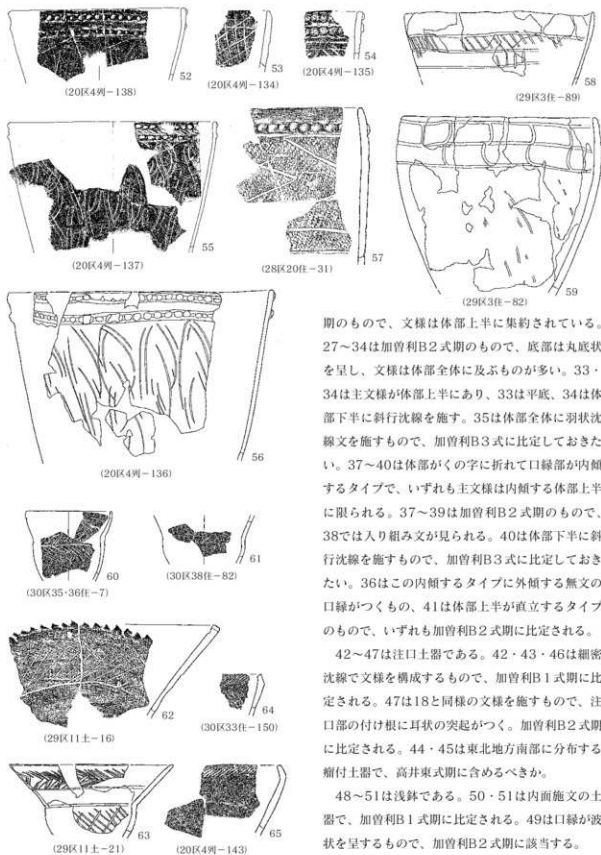 52
(20区4列−138)
53
(20区4列−134)
54
(20区4列−135)
58
(29区3住−89)
55
(20区4列−137)
57
(28区20住−31)
59
(29区3住−82)
56
(20区4列−136)
60
(30区35・36住−7)
61
(30区38住−82)
62
(29区11土−16)
64
(30区33住−150)
63
(29区11土−21)
65
(20区4列−143)
期のもので、文様は体部上半に集約されている。
27～34は加曽利B2式期のもので、底部は丸底状
を呈し、文様は体部全体に及ぶものが多い。33・
34は主文様が体部上半にあり、33は平底、34は体
部下半に斜行沈線を施す。35は体部全体に羽状沈
線文を施すもので、加曽利B3式に比定しておきた
い。37～40は体部がくの字に折れて口縁部が内傾
するタイプで、いずれも主文様は内傾する体部上半
に限られる。37～39は加曽利B2式期のもので、
38では入り組み文が見られる。40は体部下半に斜
行沈線を施すもので、加曽利B3式に比定しておき
たい。36はこの内傾するタイプに外傾する無文の
口縁がつくもの、41は体部上半が直立するタイプ
のもので、いずれも加曽利B2式期に比定される。
42～47は注口土器である。42・43・46は細密
沈線で文様を構成するもので、加曽利B1式期に比
定される。47は18と同様の文様を施すもので、注
口部の付け根に耳状の突起がつく。加曽利B2式期
に比定される。44・45は東北地方南部に分布する
瘤付土器で、高井東式期に含めるべきか。
48～51は浅鉢である。50・51は内面施文の土
器で、加曽利B1式期に比定される。49は口縁が波
状を呈するもので、加曽利B2式期に該当する。